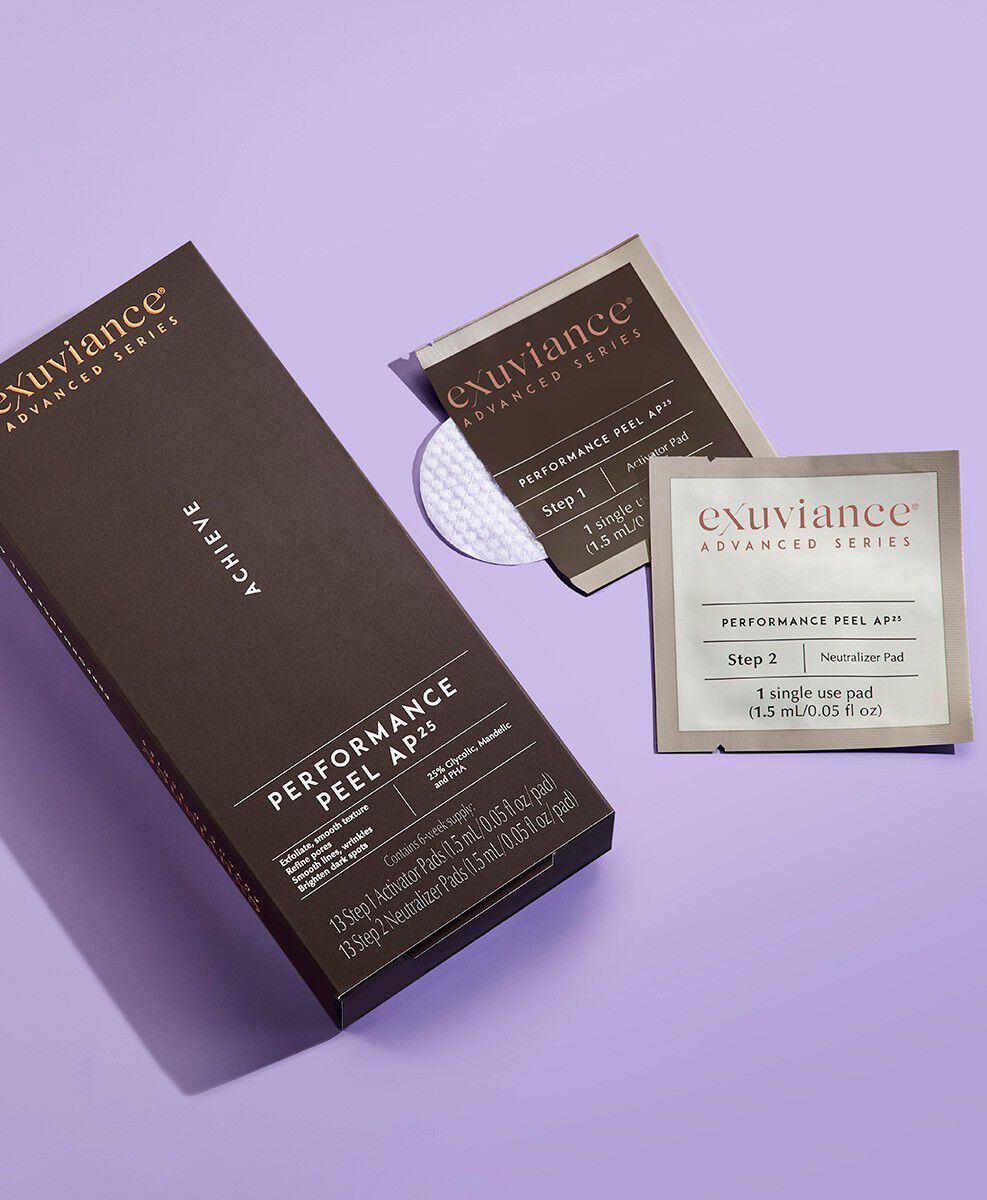 exuviance®
ADVANCED SERIES
ACHIEVE
PERFORMANCE
PEEL AP²⁵
Exfoliate, smooth texture
Refine pores
Smooth lines, wrinkles
Brighten dark spots
25% Glycolic, Mandelic
and PHA
Contains 6-week supply:
13 Step 1 Activator Pads (1.5 mL/0.05 fl oz/pad)
13 Step 2 Neutralizer Pads (1.5 mL/0.05 fl oz/pad)
exuviance®
ADVANCED SERIES
PERFORMANCE PEEL AP²⁵
Step 1
Activator Pad
1 single
(1.5 mL/0
exuviance®
ADVANCED SERIES
PERFORMANCE PEEL AP²⁵
Step 2
Neutralizer Pad
1 single use pad
(1.5 mL/0.05 fl oz)